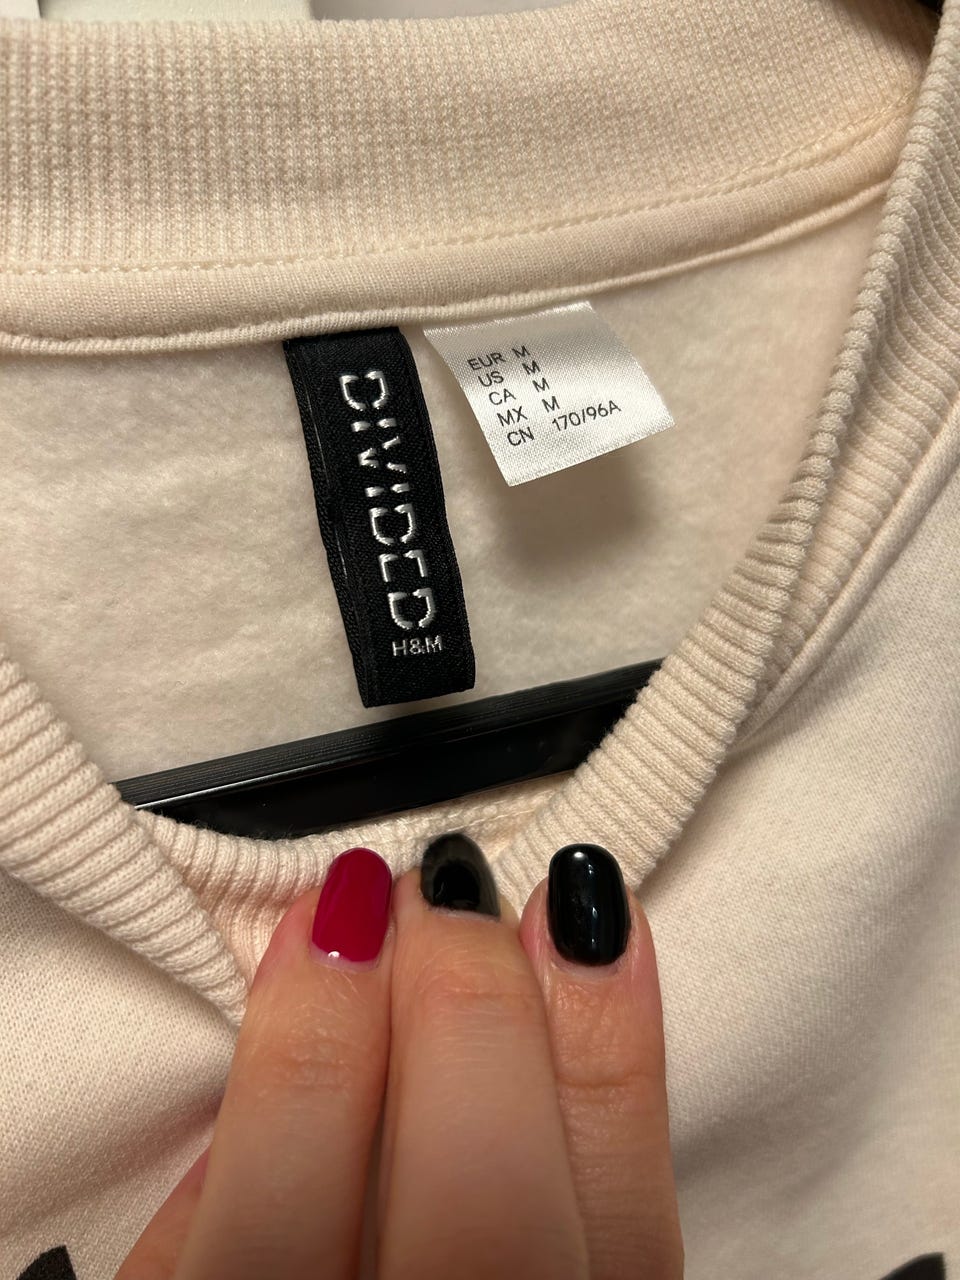 DIVIDED
H&M
EUR M
US M
CA M
MX M
CN 170/96A